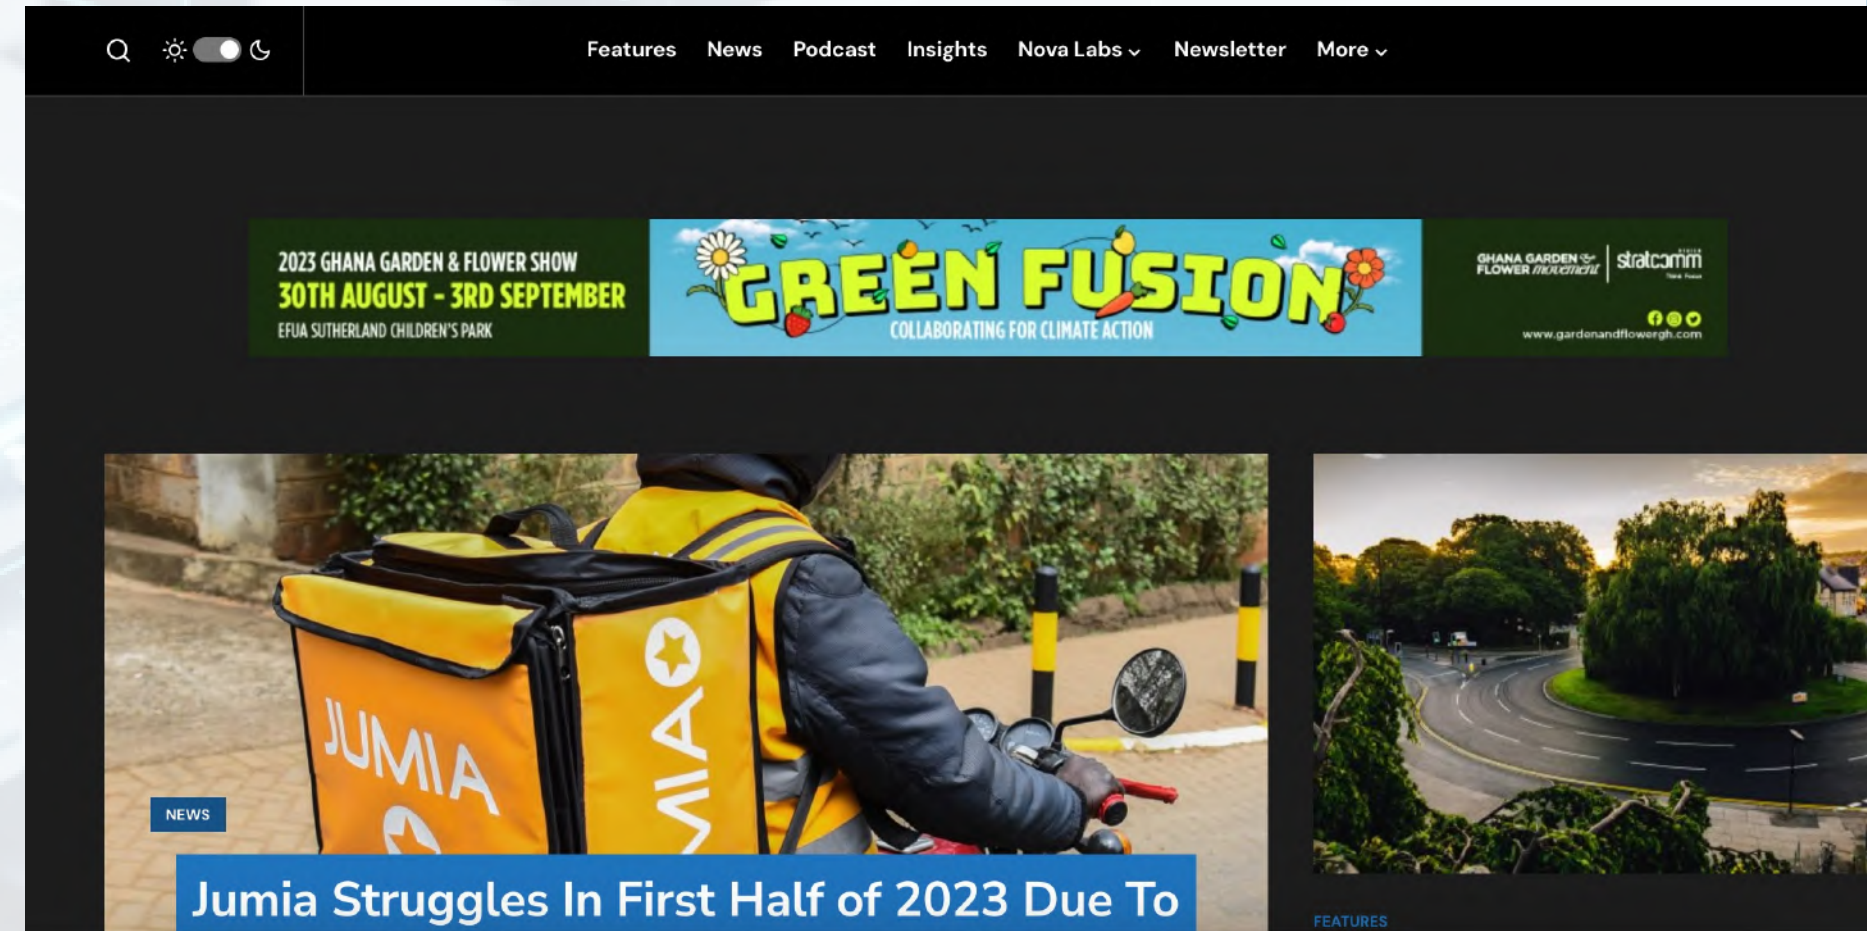 Features News Podcast Insights Nova Labs Newsletter More
2023 GHANA GARDEN & FLOWER SHOW
30TH AUGUST - 3RD SEPTEMBER
EFUA SUTHERLAND CHILDREN'S PARK
GREEN FUSION
COLLABORATING FOR CLIMATE ACTION
GHANA GARDEN &
FLOWER MOVEMENT
stratcomm
www.gardenandflowergh.com
JUMIA
NEWS
Jumia Struggles In First Half of 2023 Due To
FEATURES